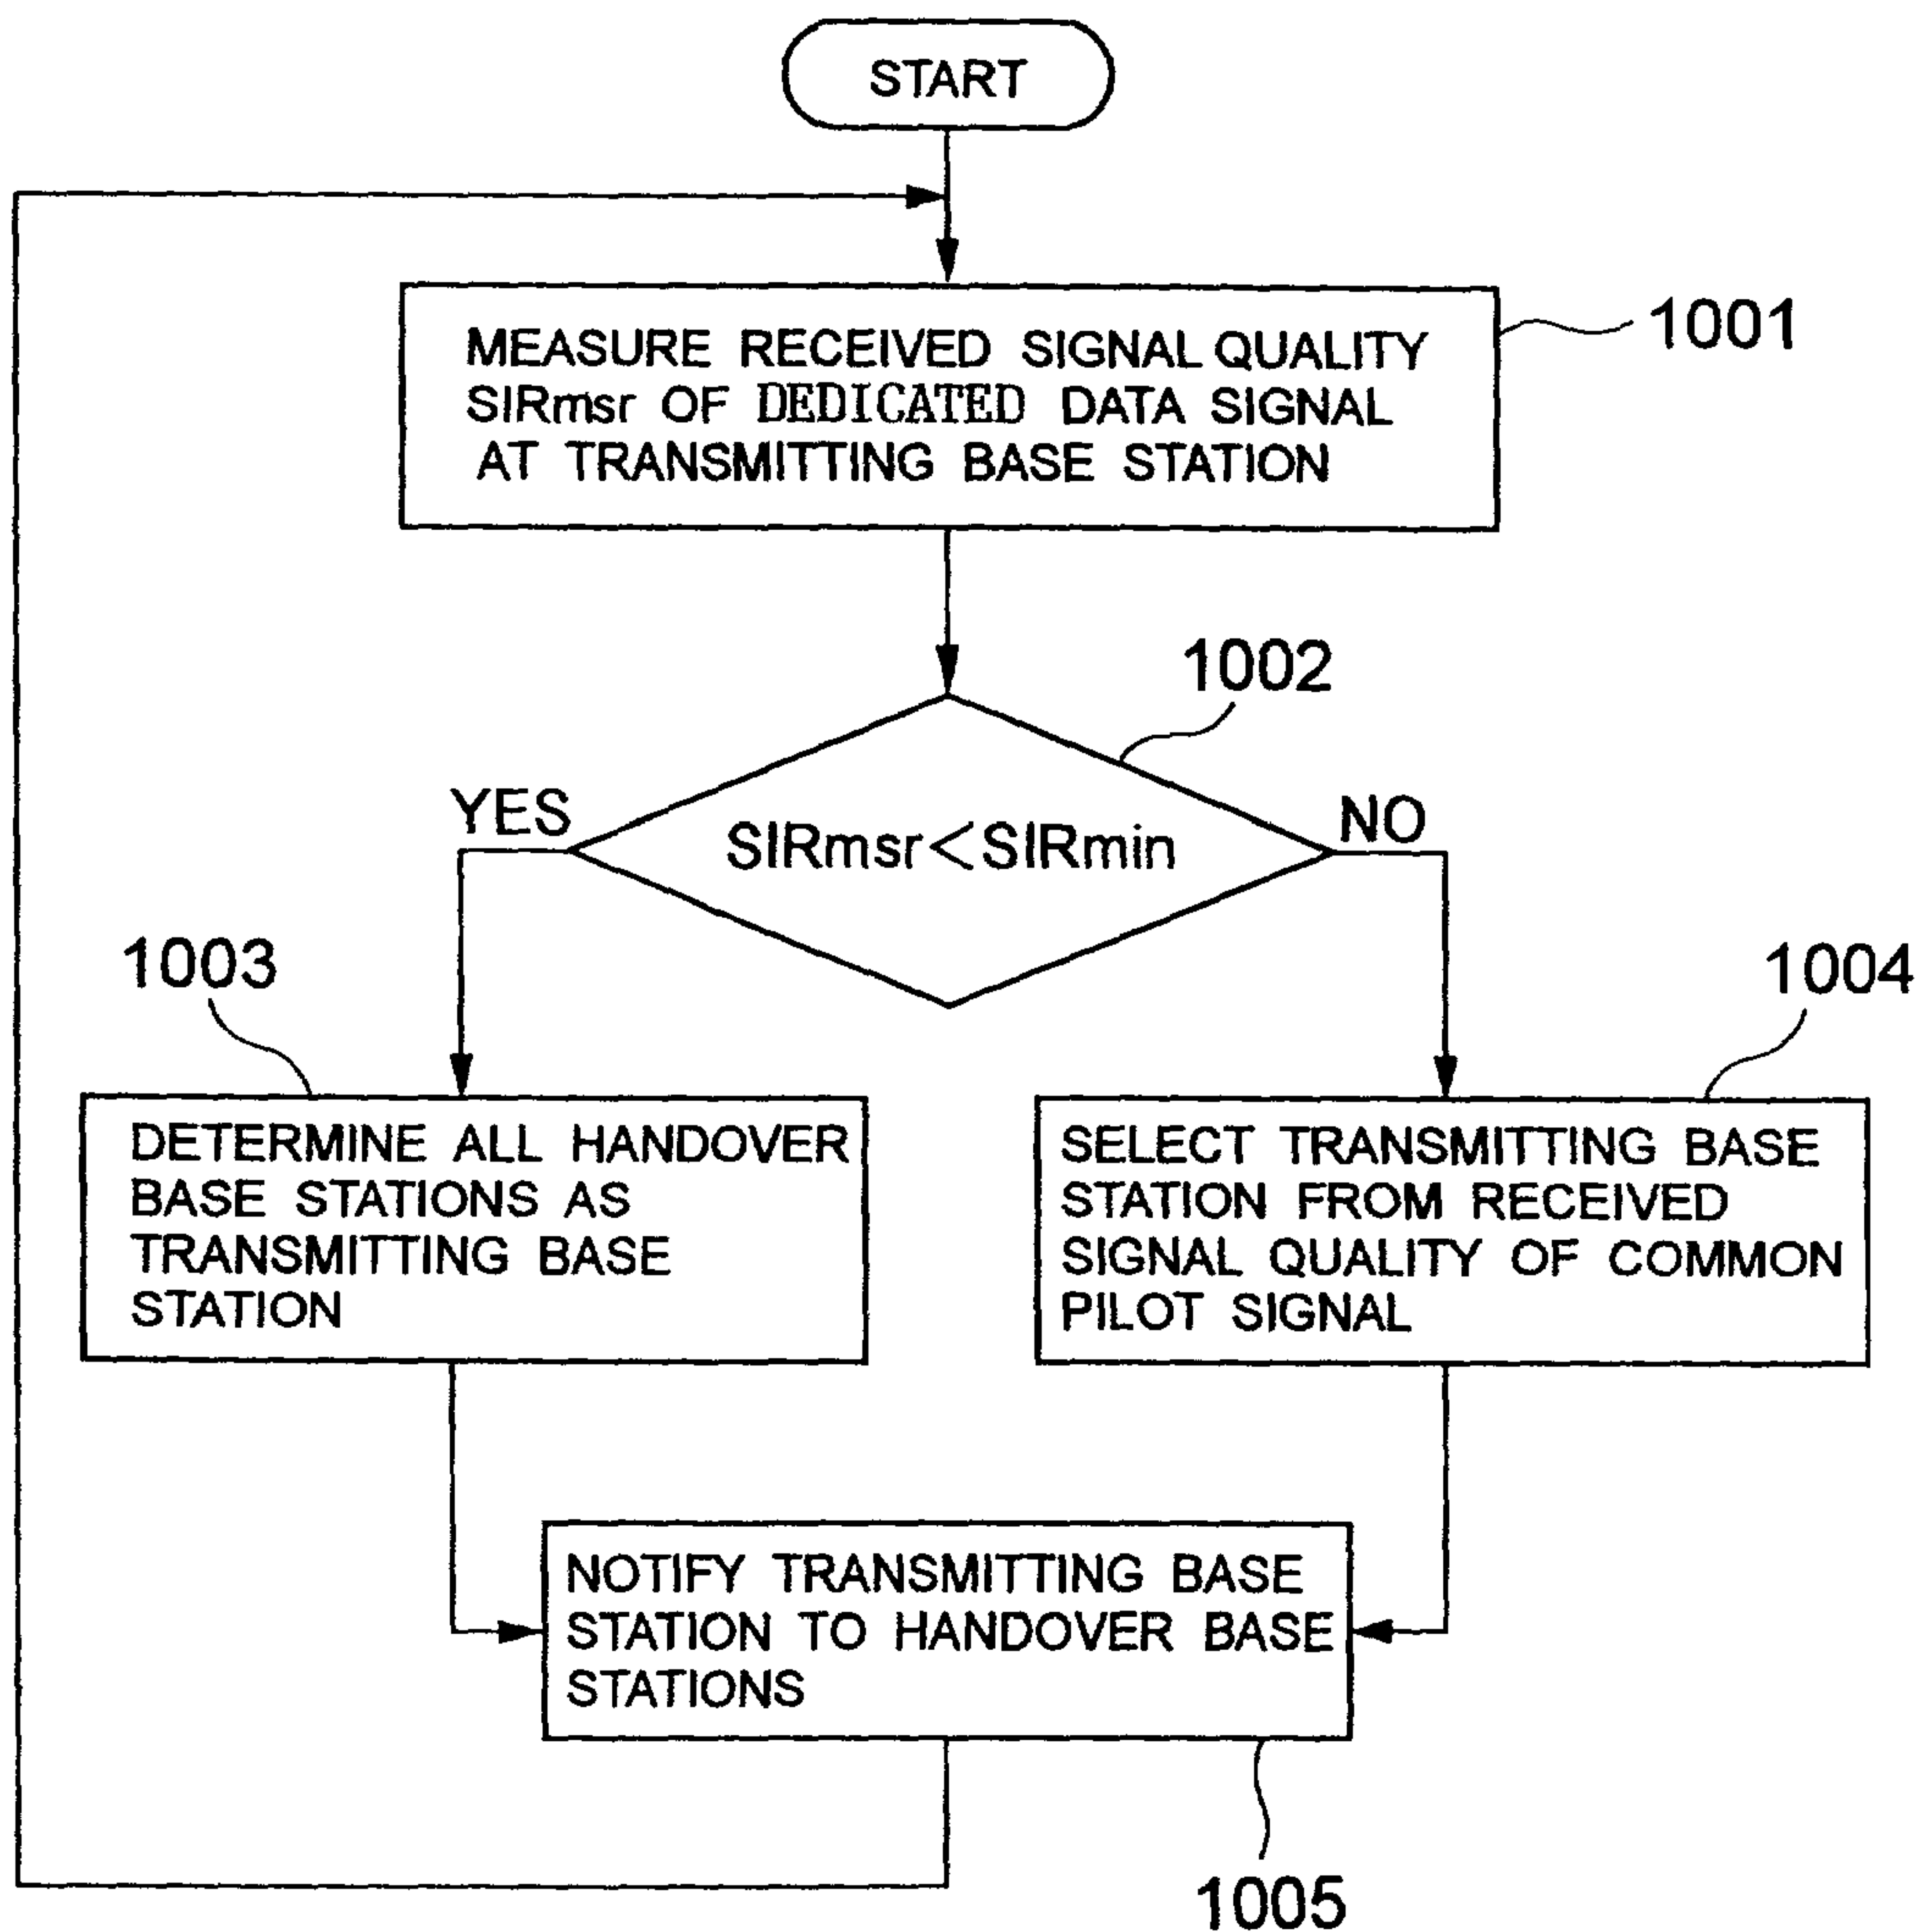 START
MEASURE RECEIVED SIGNAL QUALITY
SIRmsr OF DEDICATED DATA SIGNAL
AT TRANSMITTING BASE STATION
1001
1002
YES
SIRmsr<SIRmin
NO
1003
1004
DETERMINE ALL HANDOVER
BASE STATIONS AS
TRANSMITTING BASE
STATION
SELECT TRANSMITTING BASE
STATION FROM RECEIVED
SIGNAL QUALITY OF COMMON
PILOT SIGNAL
NOTIFY TRANSMITTING BASE
STATION TO HANDOVER BASE
STATIONS
1005